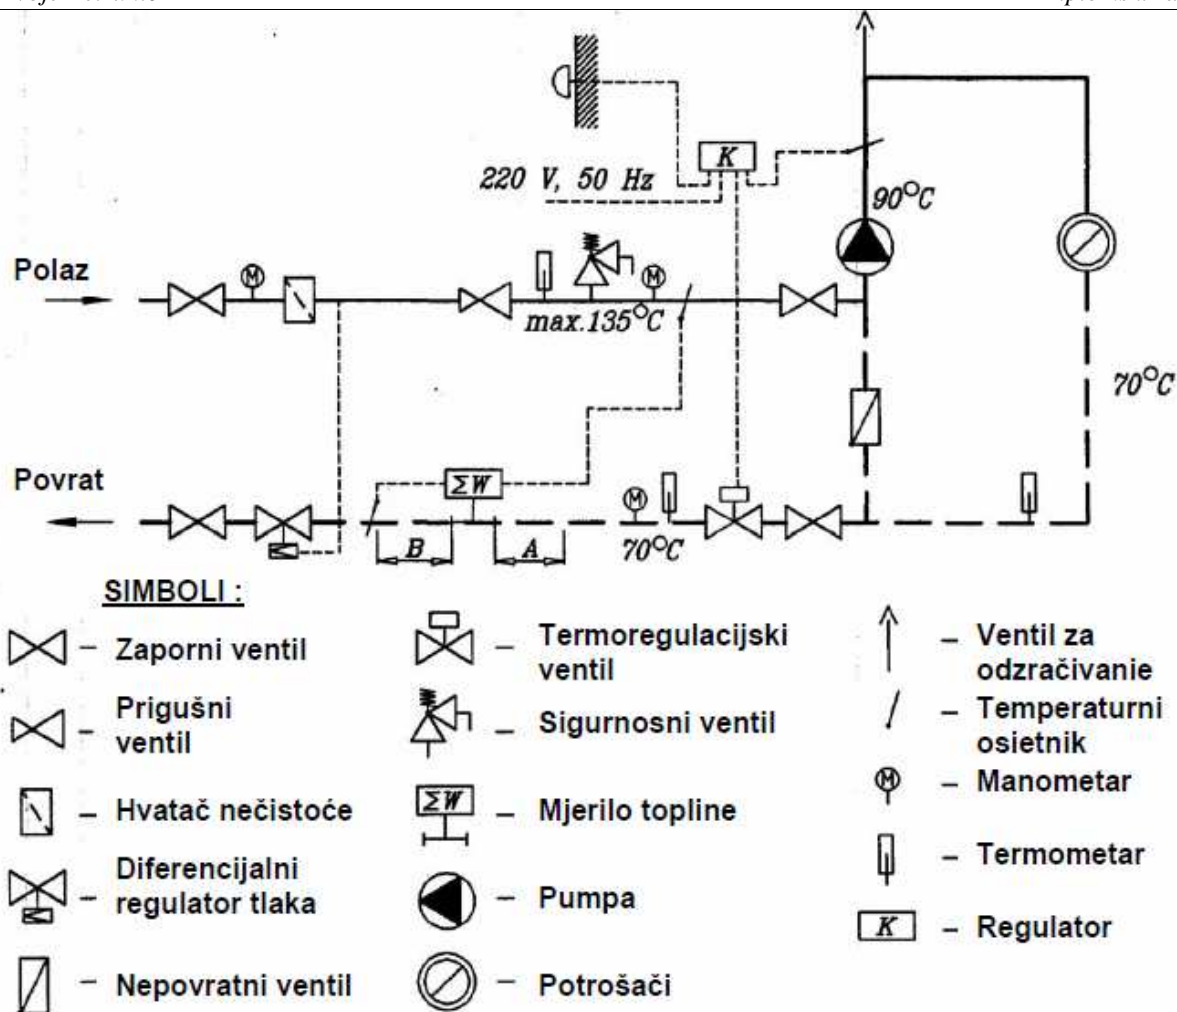 K
220 V, 50 Hz
90°C
Polaz
M
M
max.135°C
70°C
Povrat
ΣW
M
B
A
70°C
SIMBOLI :
– Zaporni ventil
– Prigušni
ventil
– Hvatač nečistoće
– Diferencijalni
regulator tlaka
– Nepovratni ventil
– Termoregulacijski
ventil
– Sigurnosni ventil
ΣW – Mjerilo topline
– Pumpa
– Potrošači
– Ventil za
odzračivanie
– Temperaturni
osietnik
M – Manometar
– Termometar
K – Regulator